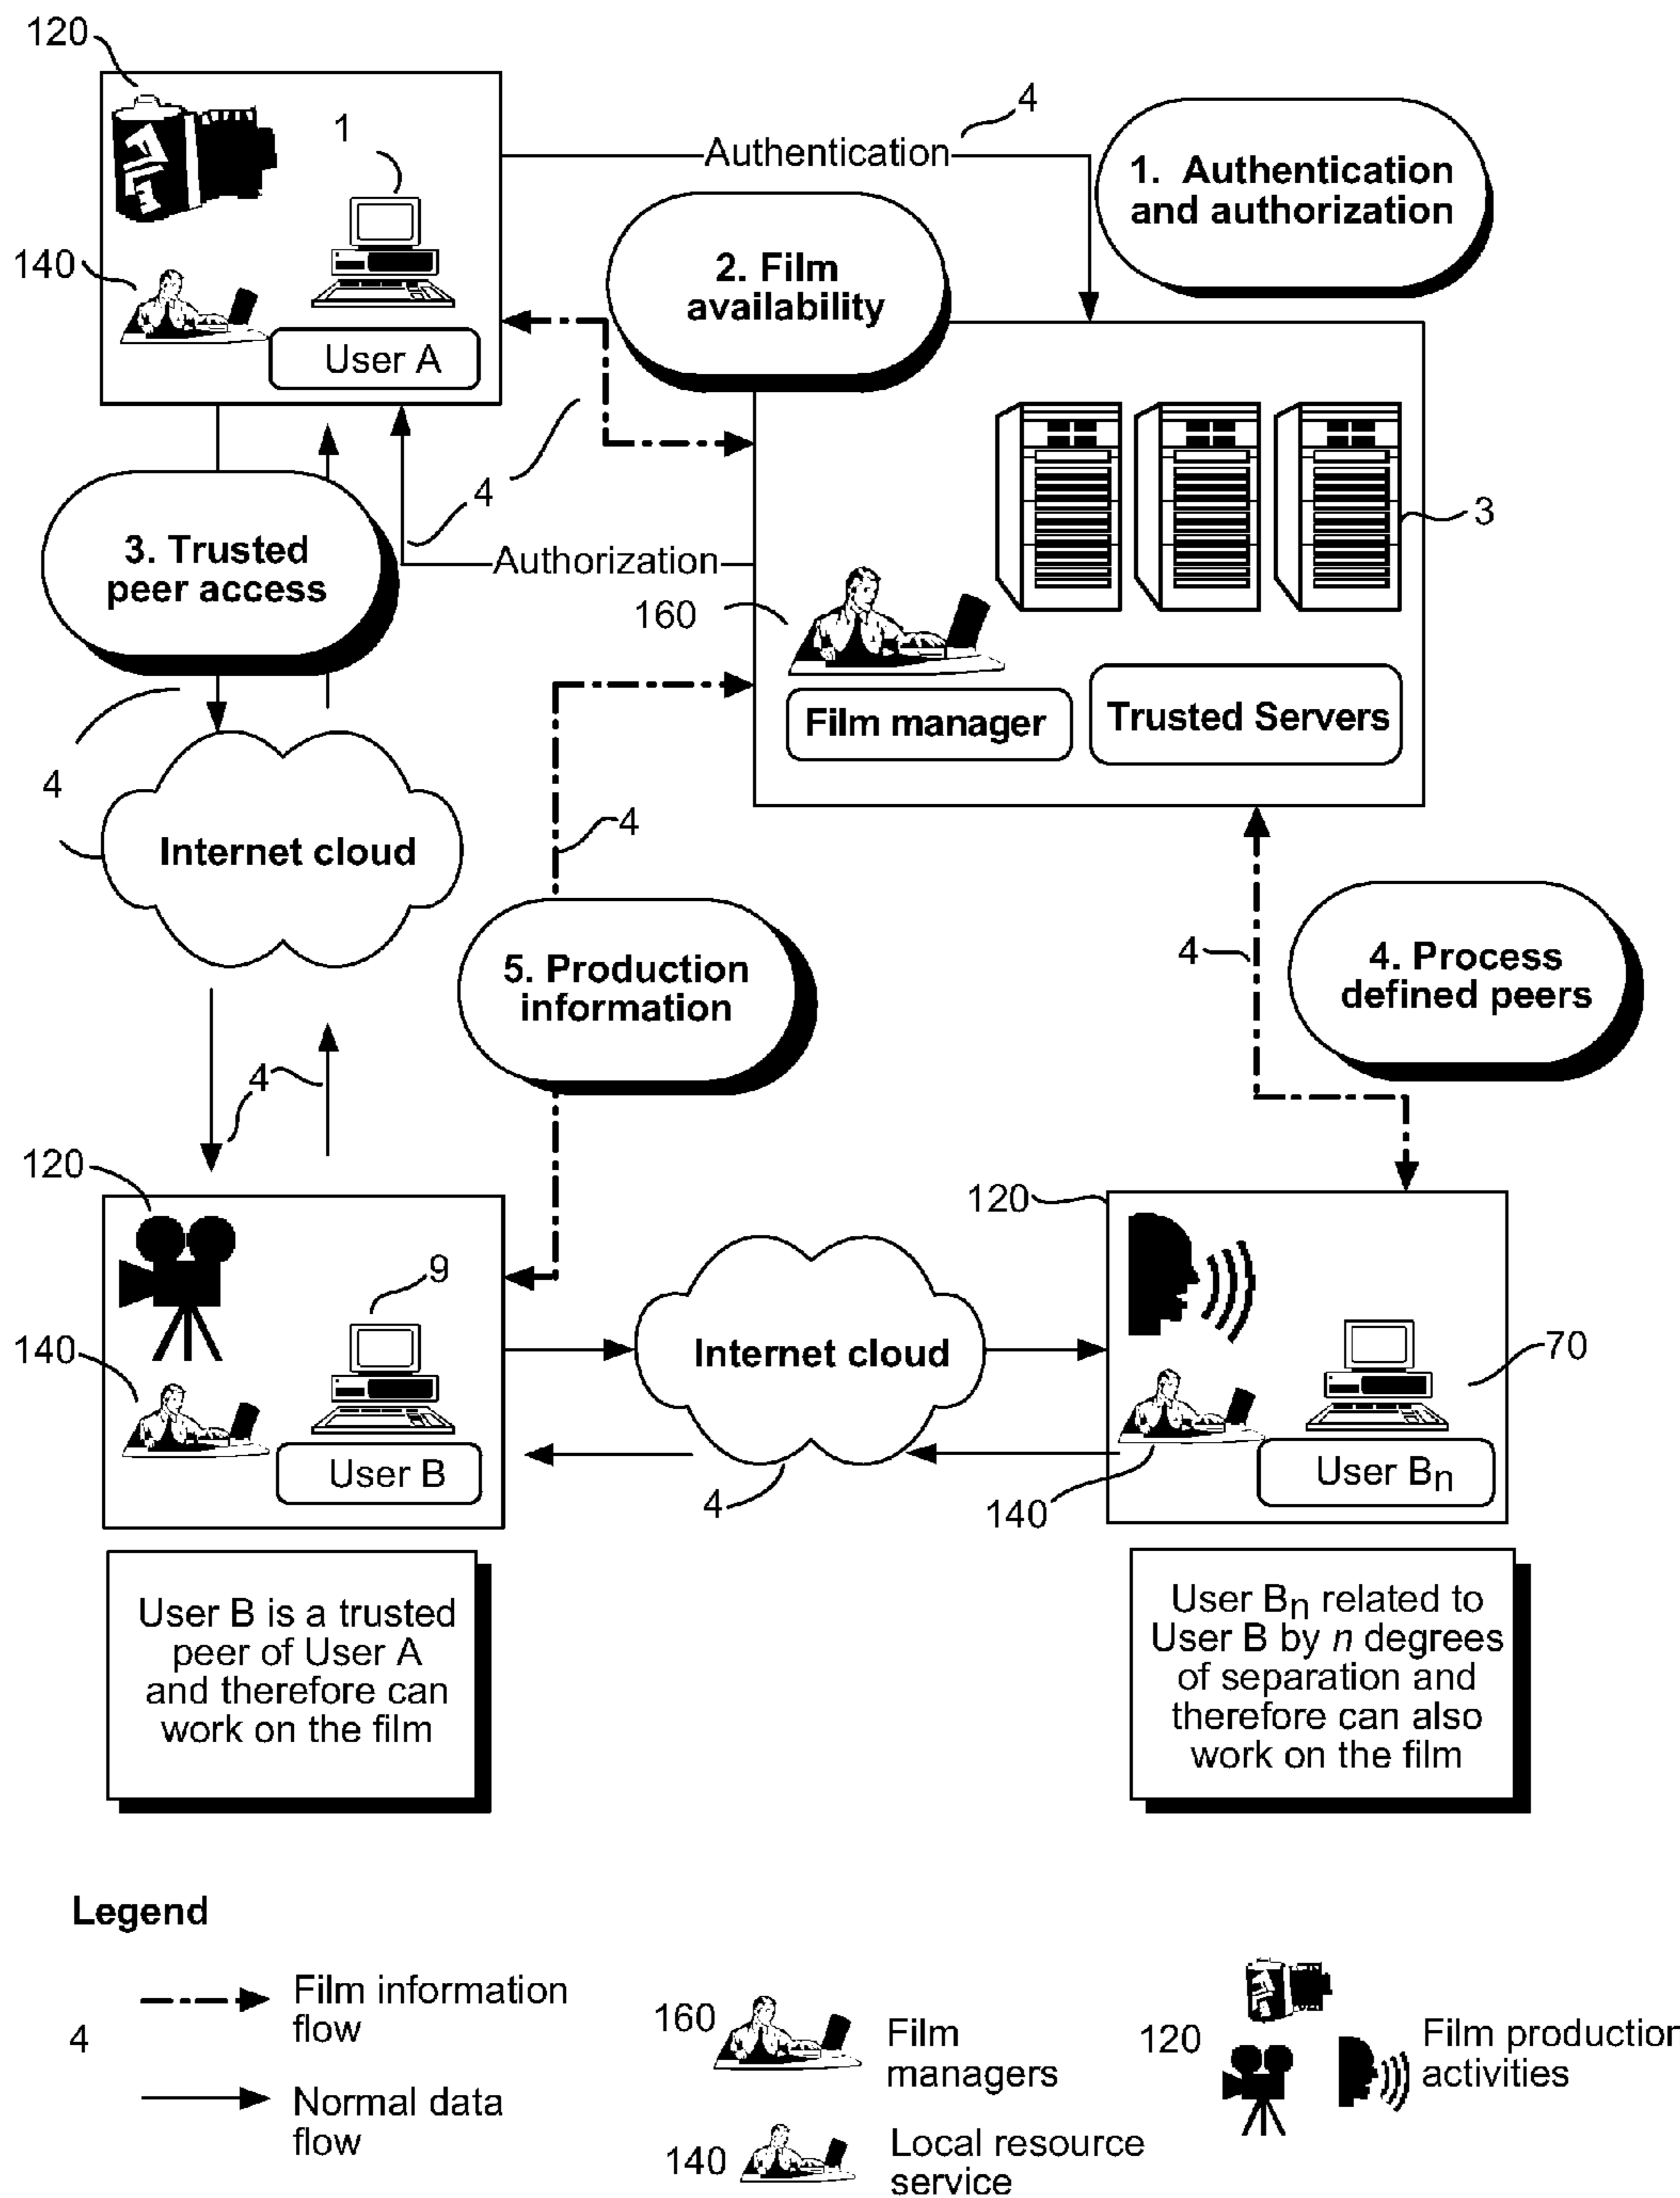 120
1
4
Authentication
1. Authentication
and authorization
140
2. Film
availability
User A
4
3
3. Trusted
peer access
Authorization
160
Film manager
Trusted Servers
4
Internet cloud
4
5. Production
information
4
4. Process
defined peers
4
120
120
9
140
Internet cloud
70
User B
User Bn
4
140
User B is a trusted
peer of User A
and therefore can
work on the film
User Bn related to
User B by n degrees
of separation and
therefore can also
work on the film
Legend
4
Film information
flow
Normal data
flow
160
Film
managers
140
Local resource
service
120
Film production
activities